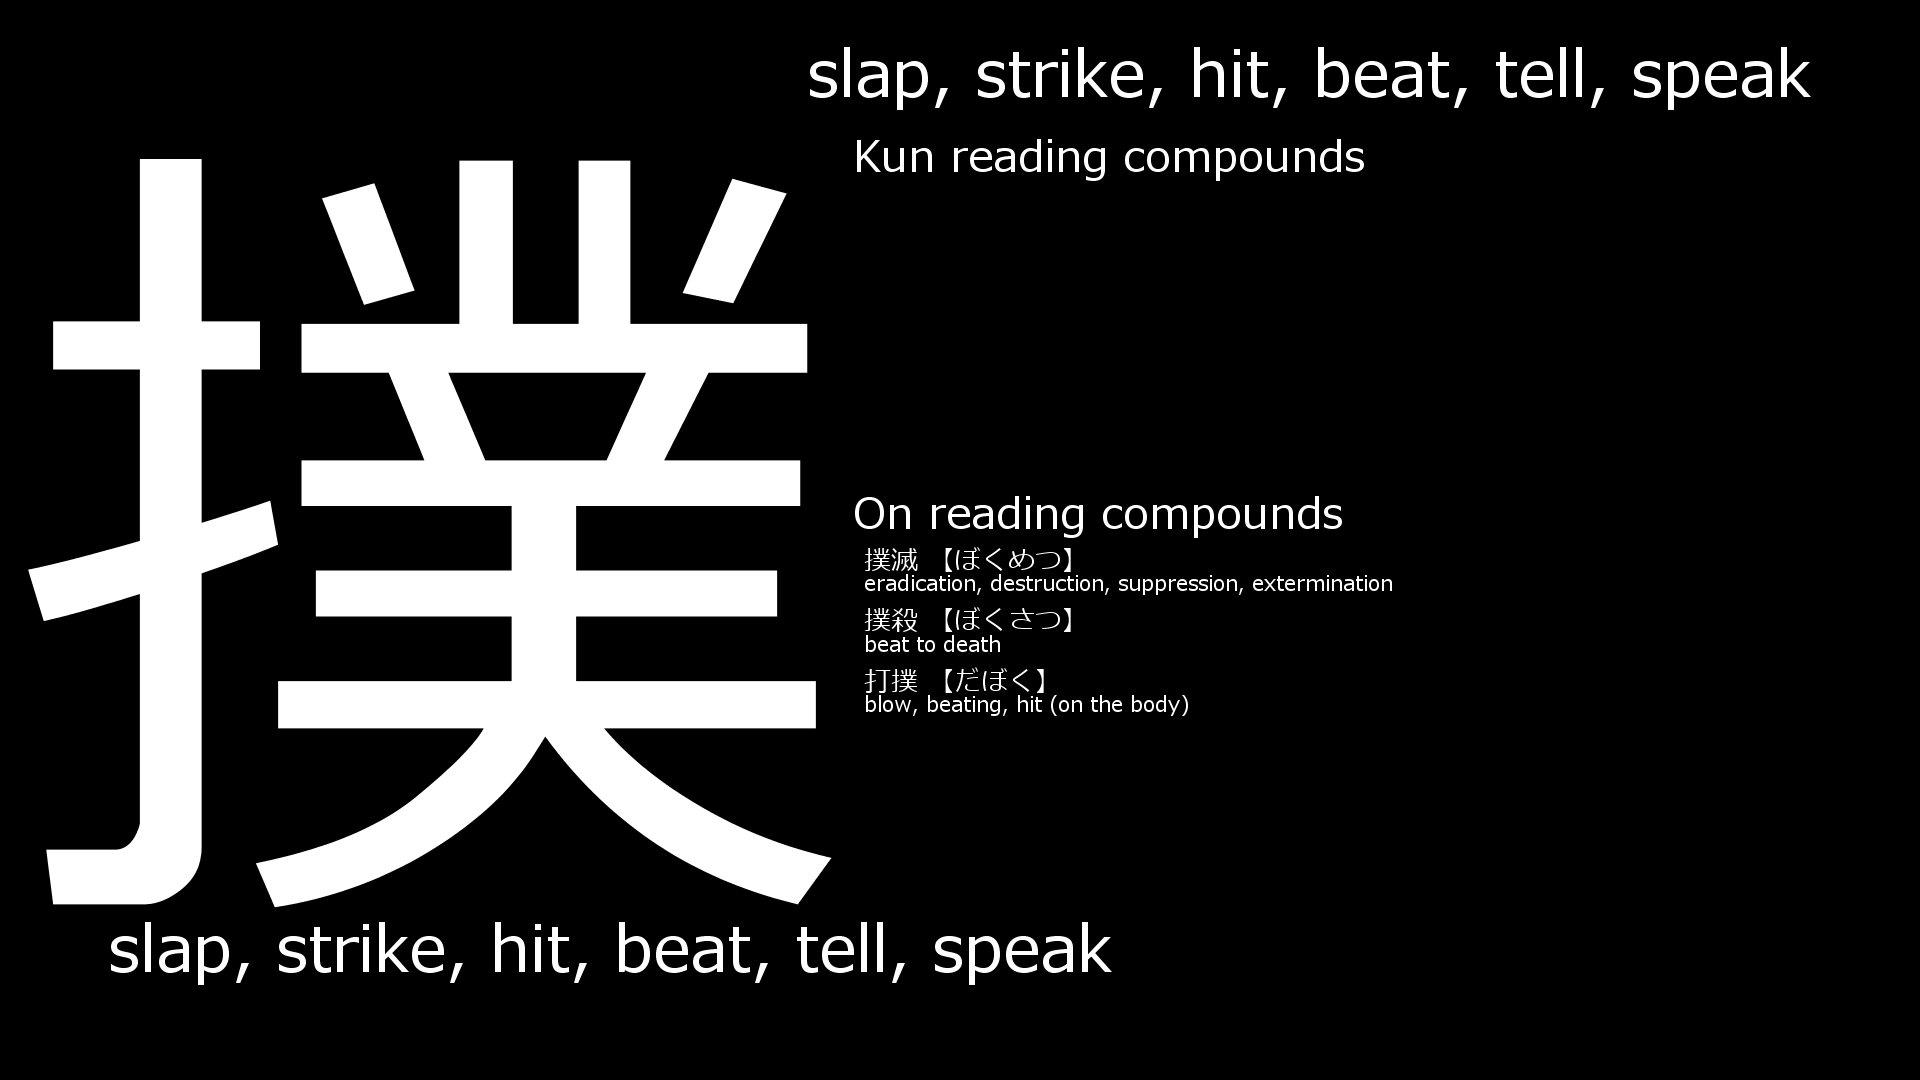 撲
slap, strike, hit, beat, tell, speak
Kun reading compounds
On reading compounds
撲滅 【ぼくめつ】
eradication, destruction, suppression, extermination
撲殺 【ぼくさつ】
beat to death
打撲 【だぼく】
blow, beating, hit (on the body)
slap, strike, hit, beat, tell, speak